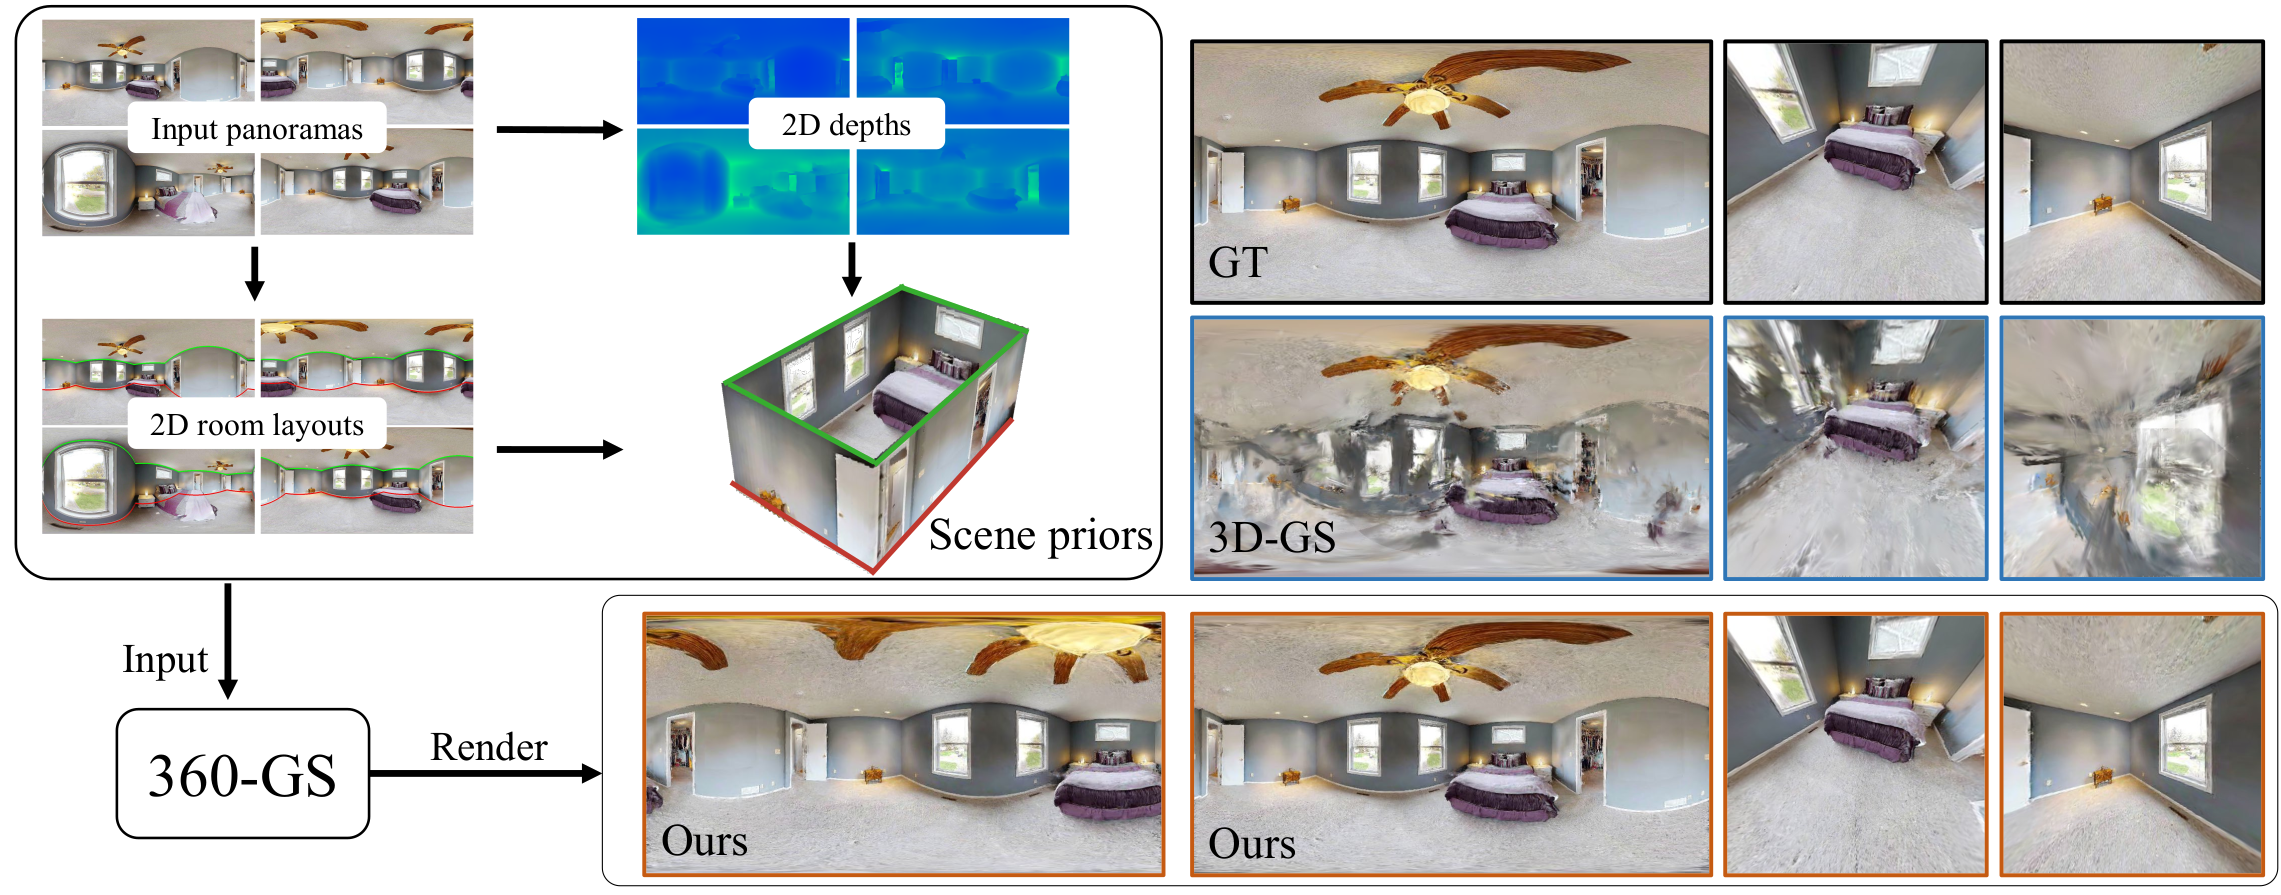 Input panoramas
2D depths
2D room layouts
Scene priors
GT
3D-GS
Input
360-GS
Render
Ours
Ours